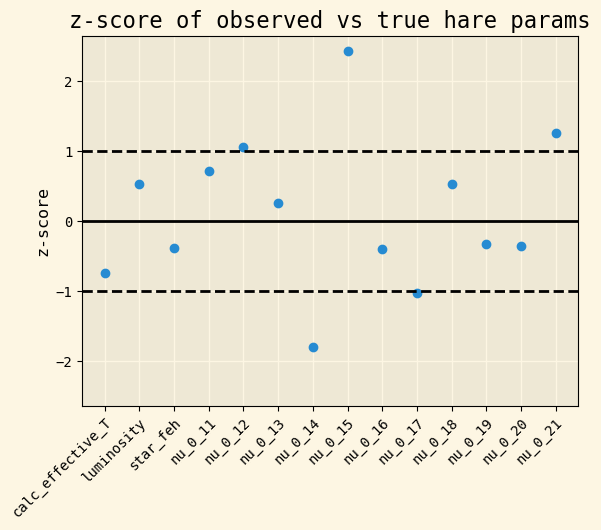 z-score of observed vs true hare params
z-score
2
1
0
−1
−2
calc_effective_T
luminosity
star_feh
nu_0_11
nu_0_12
nu_0_13
nu_0_14
nu_0_15
nu_0_16
nu_0_17
nu_0_18
nu_0_19
nu_0_20
nu_0_21